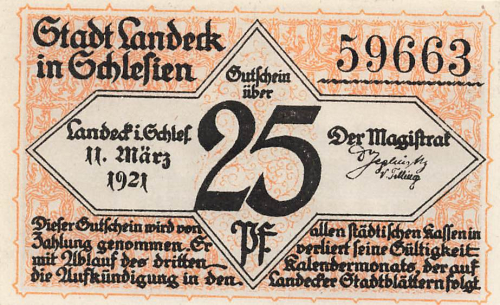 Stadt Landeck
in Schlesien
59663
Gutschein
über
25
Pf.
Landeck i. Schles.
11. März
1921
Der Magistrat
Dieser Gutschein wird von allen städtischen Kassen in
Zahlung genommen. Er verliert seine Gültigkeit
mit Ablauf des dritten Kalendermonats, der auf
die Aufkündigung in den Landecker Stadtblättern folgt.